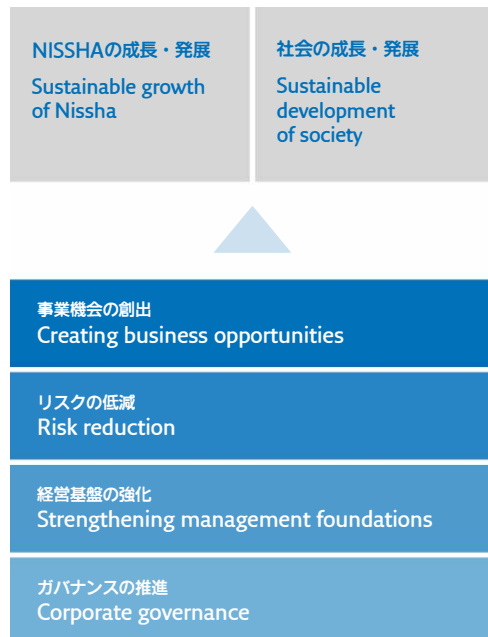 NISSHAの成長・発展
Sustainable growth
of Nissha
社会の成長・発展
Sustainable
development
of society
事業機会の創出
Creating business opportunities
リスクの低減
Risk reduction
経営基盤の強化
Strengthening management foundations
ガバナンスの推進
Corporate governance